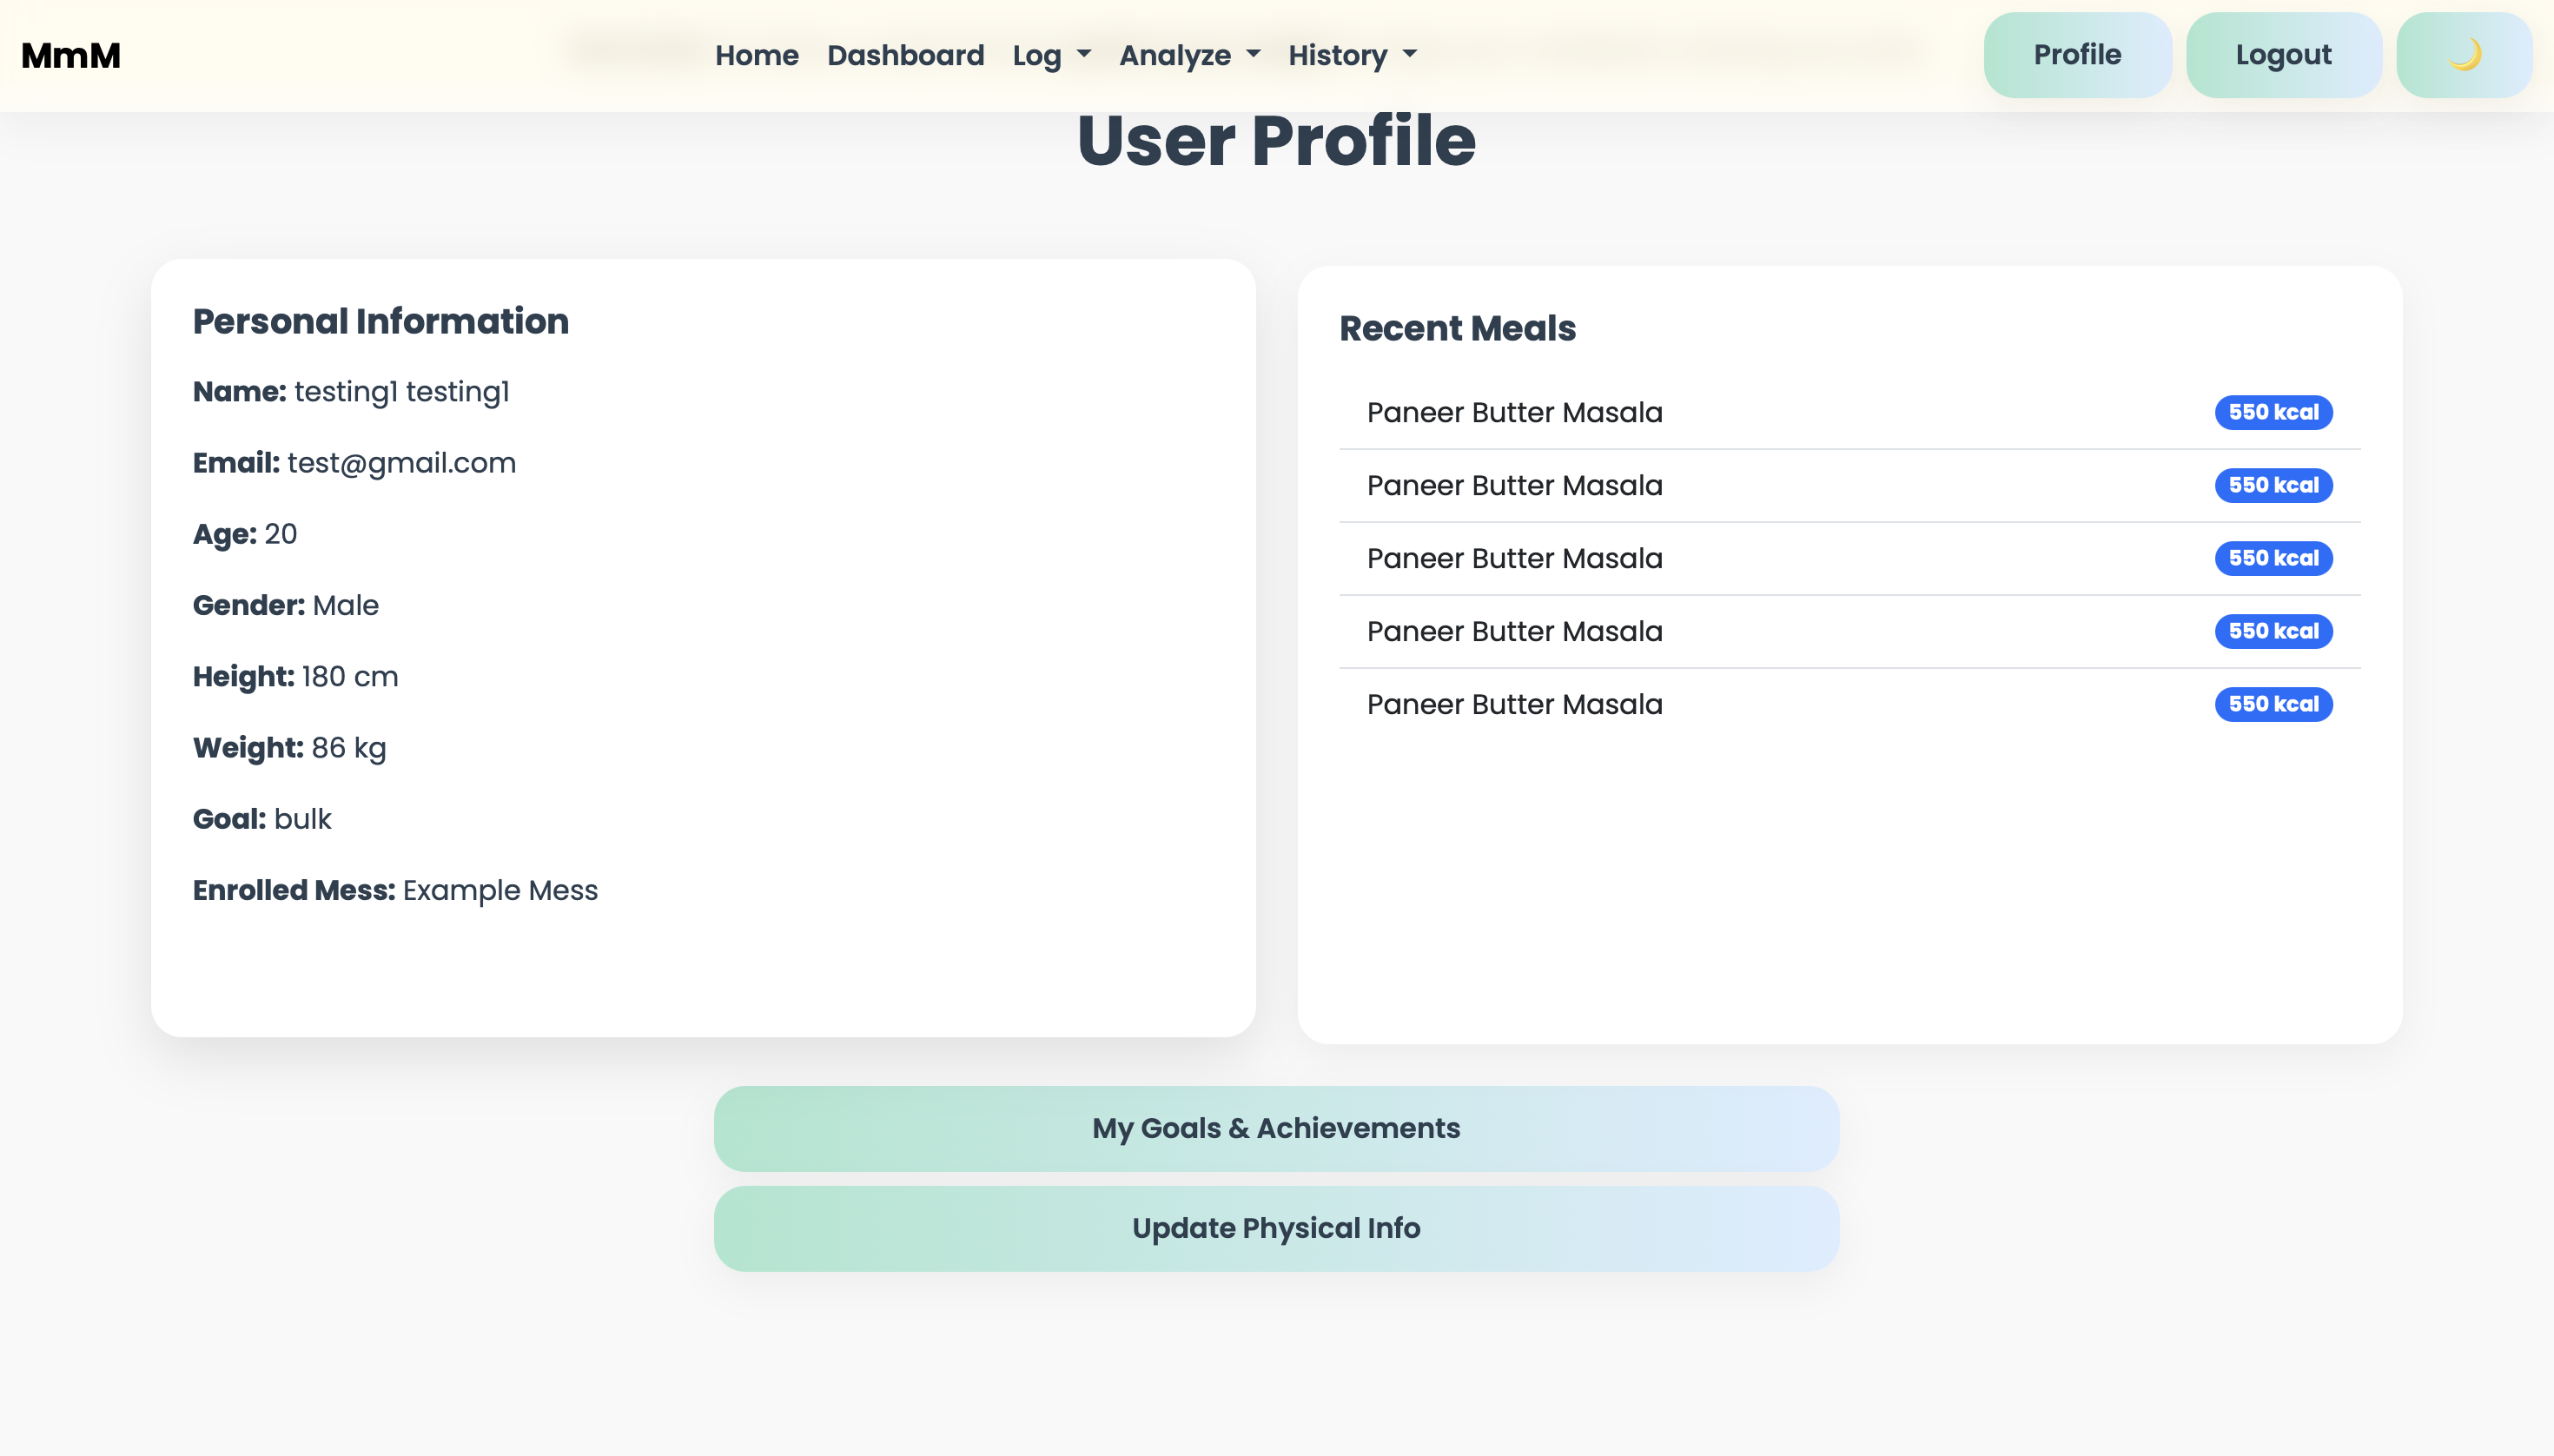 MmM
Home Dashboard Log Analyze History
Profile Logout
User Profile
Personal Information
Name: testing1 testing1
Email: test@gmail.com
Age: 20
Gender: Male
Height: 180 cm
Weight: 86 kg
Goal: bulk
Enrolled Mess: Example Mess
Recent Meals
Paneer Butter Masala 550 kcal
Paneer Butter Masala 550 kcal
Paneer Butter Masala 550 kcal
Paneer Butter Masala 550 kcal
Paneer Butter Masala 550 kcal
My Goals & Achievements
Update Physical Info